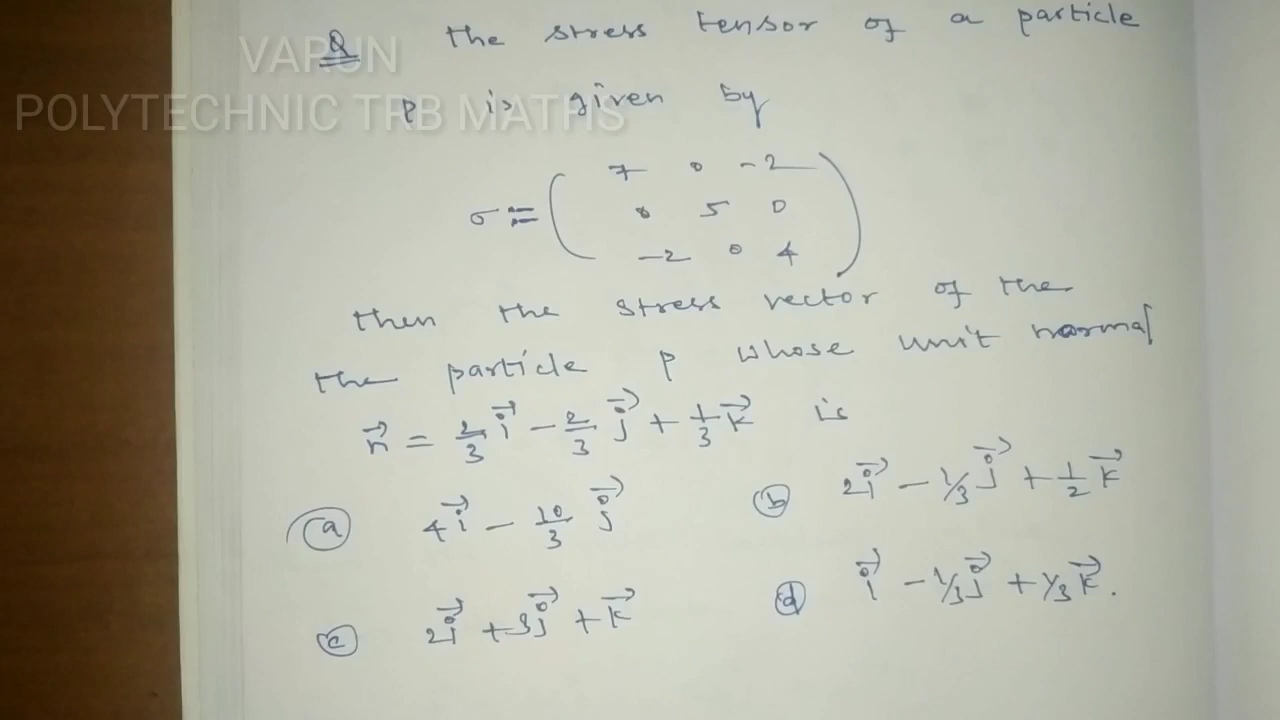 Q the stress tensor of a particle
VARUN
P is given by
POLYTECHNIC TRB MATHS
7 0 -2
σ = ( 0 5 0 )
-2 0 4
then the stress vector of the
the particle P whose unit normal
n⃗ = 2/3 i⃗ - 2/3 j⃗ + 1/3 k⃗ is
(a) 4i⃗ - 10/3 j⃗ (b) 2i⃗ - 1/3 j⃗ + 1/2 k⃗
(c) 2i⃗ + 3j⃗ + k⃗ (d) i⃗ - 1/3 j⃗ + 1/3 k⃗.